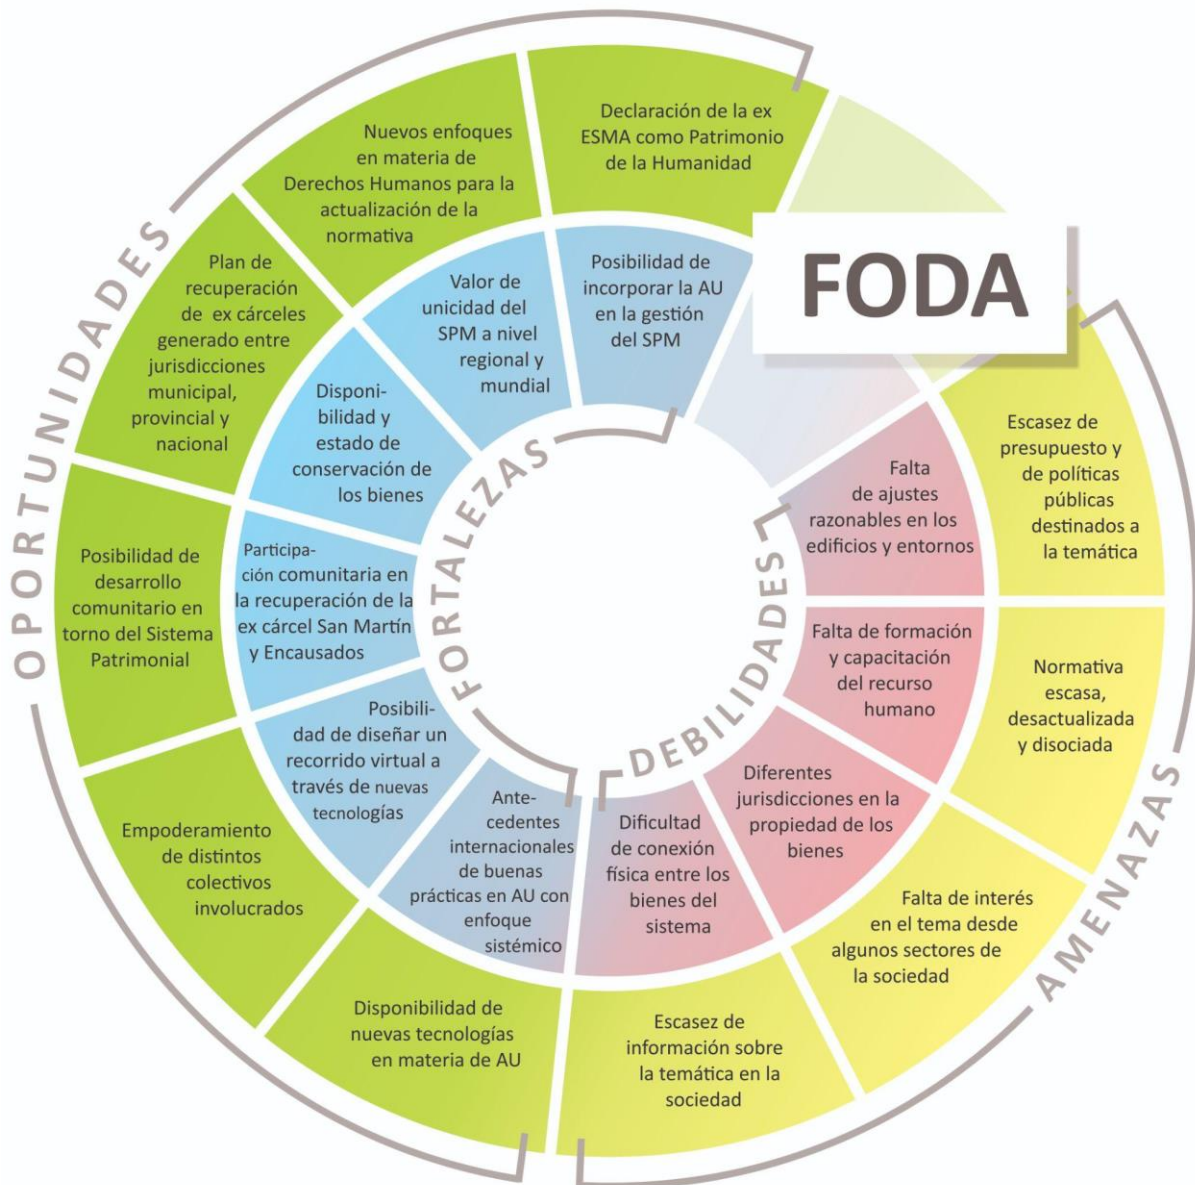 FODA
OPORTUNIDADES
Declaración de la ex
ESMA como Patrimonio
de la Humanidad
Nuevos enfoques
en materia de
Derechos Humanos para la
actualización de la
normativa
Plan de
recuperación
de ex cárceles
generado entre
jurisdicciones
municipal,
provincial y
nacional
Posibilidad de
desarrollo
comunitario en
torno del Sistema
Patrimonial
Empoderamiento
de distintos
colectivos
involucrados
Disponibilidad de
nuevas tecnologías
en materia de AU
FORTALEZAS
Posibilidad de
incorporar la AU
en la gestión
del SPM
Valor de
unicidad del
SPM a nivel
regional y
mundial
Disponi-
bilidad y
estado de
conservación de
los bienes
Participa-
ción comunitaria en
la recuperación de la
ex cárcel San Martín
y Encausados
Posibili-
dad de diseñar un
recorrido virtual a
través de nuevas
tecnologías
Ante-
cedentes
internacionales
de buenas
prácticas en AU con
enfoque
sistémico
DEBILIDADES
Falta
de ajustes
razonables en los
edificios y entornos
Falta de formación
y capacitación
del recurso
humano
Diferentes
jurisdicciones en la
propiedad de los
bienes
Dificultad
de conexión
física entre los
bienes del
sistema
AMENAZAS
Escasez de
presupuesto y
de políticas
públicas
destinados a
la temática
Normativa
escasa,
desactualizada
y disociada
Falta de interés
en el tema desde
algunos sectores de
la sociedad
Escasez de
información sobre
la temática en la
sociedad